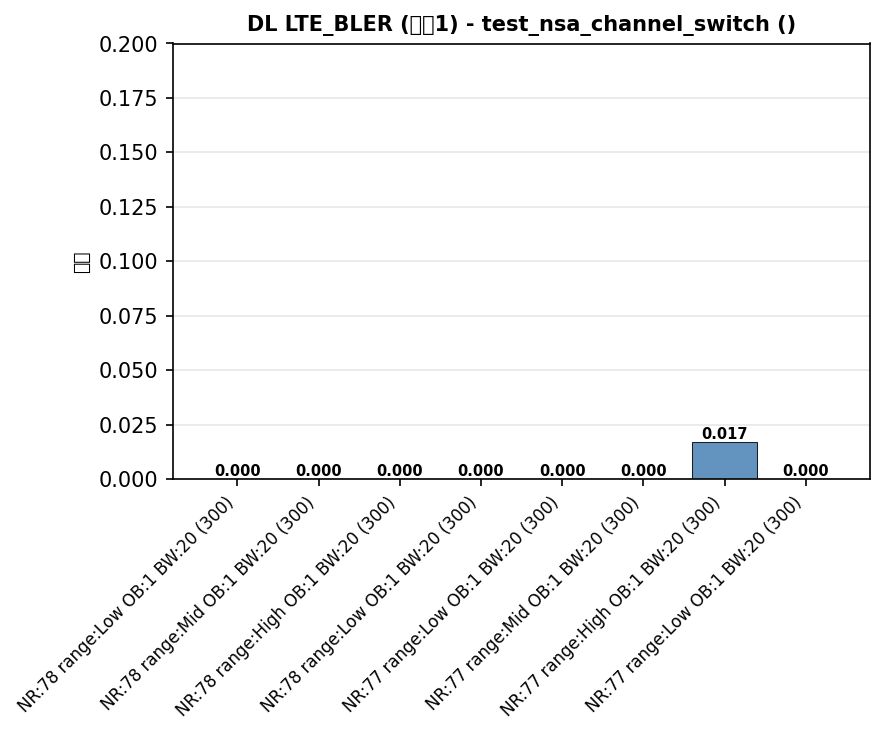 DL LTE_BLER (1) - test_nsa_channel_switch ()
0.200
0.175
0.150
0.125
0.100
0.075
0.050
0.025
0.000
0.000
0.000
0.000
0.000
0.000
0.000
0.017
0.000
NR:78 range:Low OB:1 BW:20 (300)
NR:78 range:Mid OB:1 BW:20 (300)
NR:78 range:High OB:1 BW:20 (300)
NR:78 range:Low OB:1 BW:20 (300)
NR:77 range:Low OB:1 BW:20 (300)
NR:77 range:Mid OB:1 BW:20 (300)
NR:77 range:High OB:1 BW:20 (300)
NR:77 range:Low OB:1 BW:20 (300)